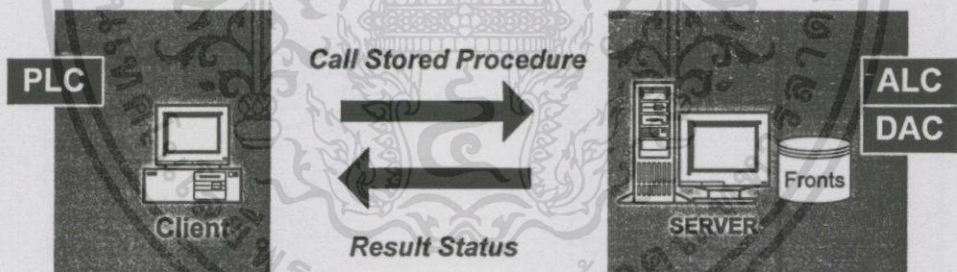 Call Stored Procedure
PLC
ALC
DAC
Fronts
Client
SERVER
Result Status